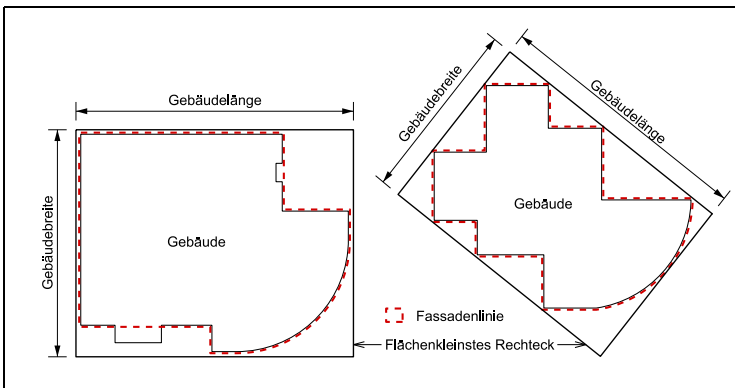 Gebäudelänge
Gebäudebreite
Gebäude
Gebäudebreite
Gebäudelänge
Gebäude
Fassadenlinie
Flächenkleinstes Rechteck